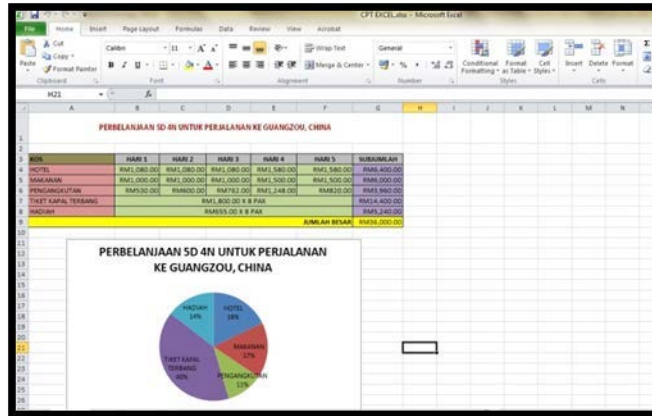 CPT EXCEL.xlsx - Microsoft Excel
File Home Insert Page Layout Formulas Data Review View Acrobat
Cut
Copy
Format Painter
Paste
Clipboard
Calibri 11
B I U
Font
Wrap Text
Merge & Center
Alignment
General
Number
Conditional Formatting
Format as Table
Cell Styles
Styles
Insert Delete Format
Cells
H21 fx
A B C D E F G H I J K L M N
PERBELANJAAN 5D 4N UNTUK PERJALANAN KE GUANGZOU, CHINA
KOS HARI 1 HARI 2 HARI 3 HARI 4 HARI 5 SUBJUMLAH
HOTEL RM1,080.00 RM1,080.00 RM1,080.00 RM1,580.00 RM1,580.00 RM6,400.00
MAKANAN RM1,000.00 RM1,000.00 RM1,000.00 RM1,500.00 RM1,500.00 RM6,000.00
PENGANGKUTAN RM530.00 RM600.00 RM762.00 RM1,248.00 RM820.00 RM3,960.00
TIKET KAPAL TERBANG RM1,800.00 X 8 PAX RM14,400.00
HADIAH RM655.00 X 8 PAX RM5,240.00
JUMLAH BESAR RM36,000.00
PERBELANJAAN 5D 4N UNTUK PERJALANAN
KE GUANGZOU, CHINA
HADIAH
14%
HOTEL
18%
MAKANAN
17%
PENGANGKUTAN
11%
TIKET KAPAL
TERBANG
40%